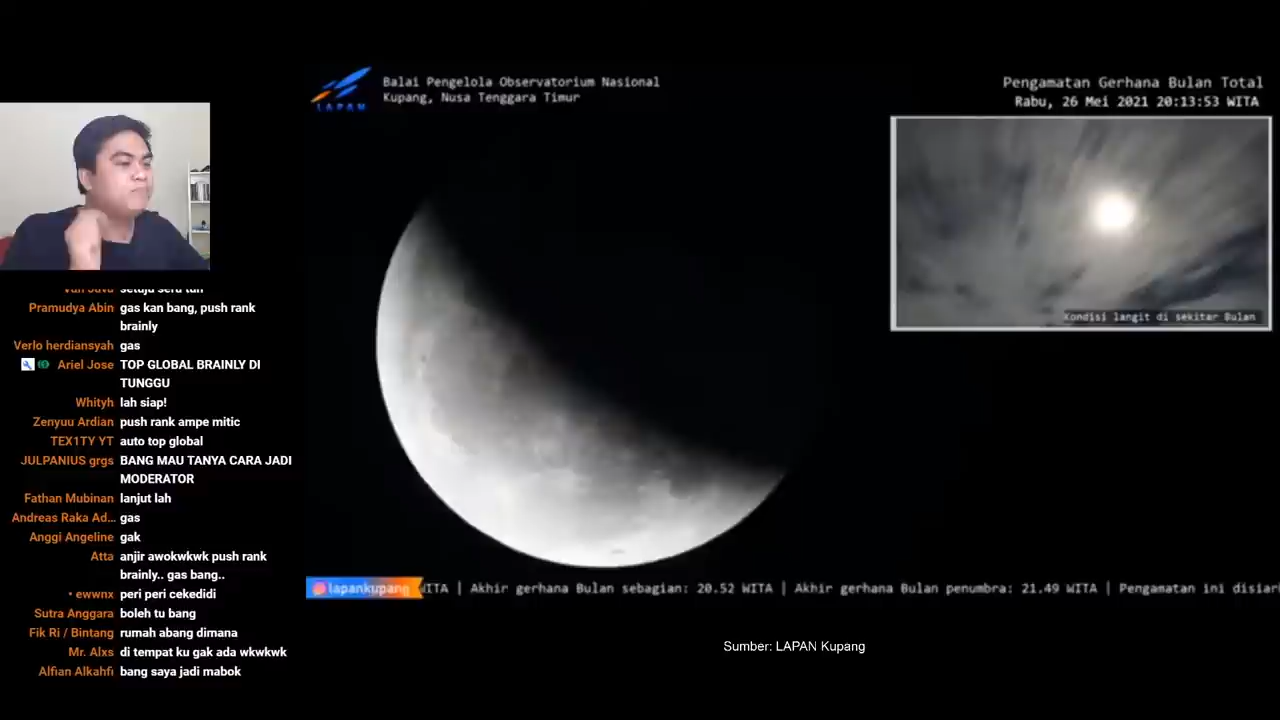 LAPAN
Balai Pengelola Observatorium Nasional
Kupang, Nusa Tenggara Timur
Pengamatan Gerhana Bulan Total
Rabu, 26 Mei 2021 20:13:53 WITA
Kondisi langit di sekitar Bulan
Pramudya Abin gas kan bang, push rank
brainly
Verlo herdiansyah gas
Ariel Jose TOP GLOBAL BRAINLY DI
TUNGGU
Whityh lah siap!
Zenyuu Ardian push rank ampe mitic
TEX1TY YT auto top global
JULPANIUS grgs BANG MAU TANYA CARA JADI
MODERATOR
Fathan Mubinan lanjut lah
Andreas Raka Ad... gas
Anggi Angeline gak
Atta anjir awokwkwk push rank
brainly.. gas bang..
• ewwnx peri peri cekedidi
Sutra Anggara boleh tu bang
Fik Ri / Bintang rumah abang dimana
Mr. Alxs di tempat ku gak ada wkwkwk
Alfian Alkahfi bang saya jadi mabok
lapankupang WITA | Akhir gerhana Bulan sebagian: 20.52 WITA | Akhir gerhana Bulan penumbra: 21.49 WITA | Pengamatan ini disiar
Sumber: LAPAN Kupang